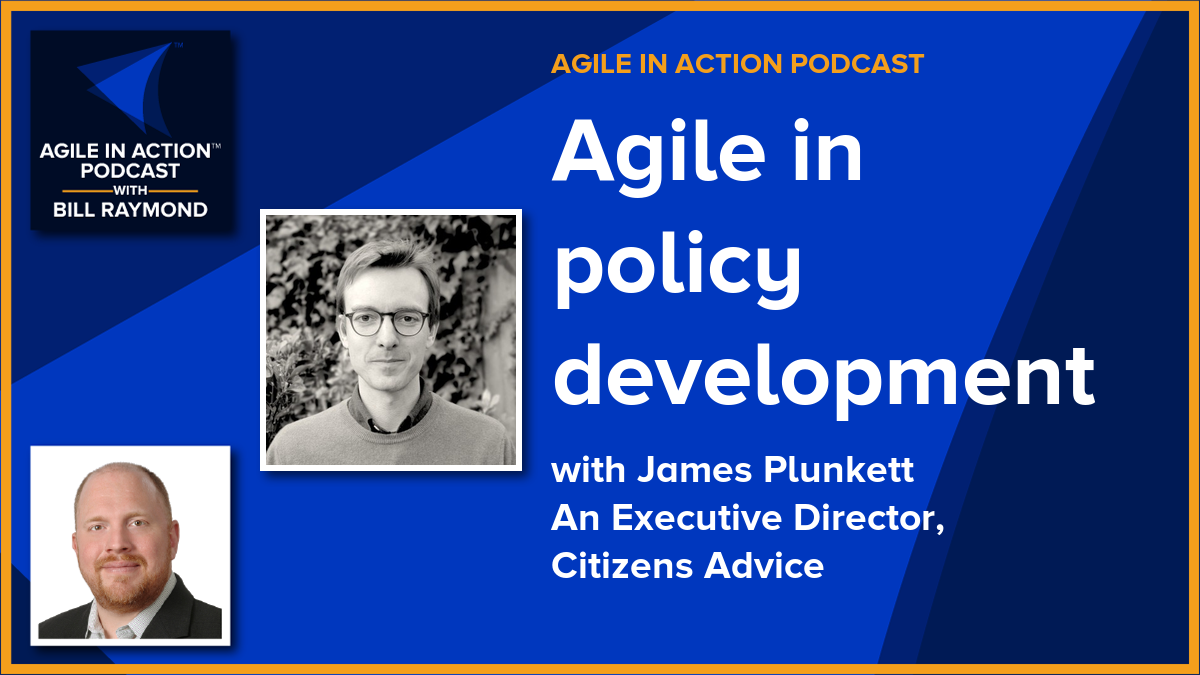 ™
AGILE IN ACTION™
PODCAST
WITH
BILL RAYMOND
AGILE IN ACTION PODCAST
Agile in
policy
development
with James Plunkett
An Executive Director,
Citizens Advice